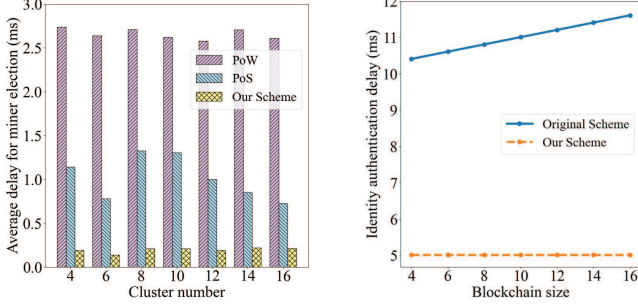 Average delay for miner election (ms)
3.0
2.5
2.0
1.5
1.0
0.5
0.0
PoW
PoS
Our Scheme
4 6 8 10 12 14 16
Cluster number
Identity authentication delay (ms)
12
11
10
9
8
7
6
5
Original Scheme
Our Scheme
4 6 8 10 12 14 16
Blockchain size